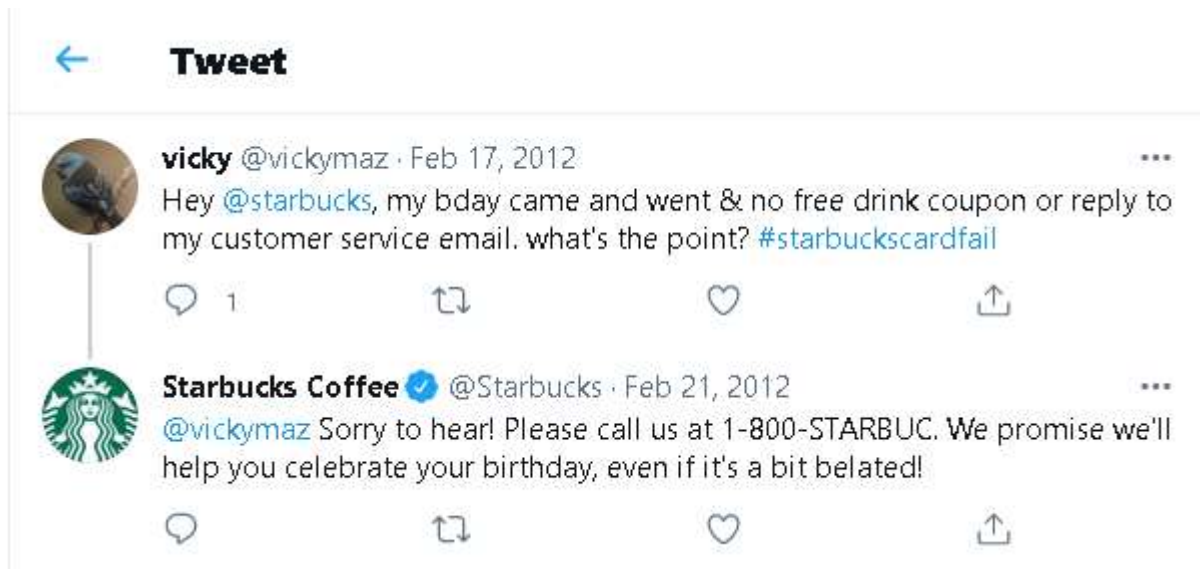 Tweet
vicky @vickymaz · Feb 17, 2012
Hey @starbucks, my bday came and went & no free drink coupon or reply to
my customer service email. what's the point? #starbuckscardfail
1
Starbucks Coffee @Starbucks · Feb 21, 2012
@vickymaz Sorry to hear! Please call us at 1-800-STARBUC. We promise we'll
help you celebrate your birthday, even if it's a bit belated!